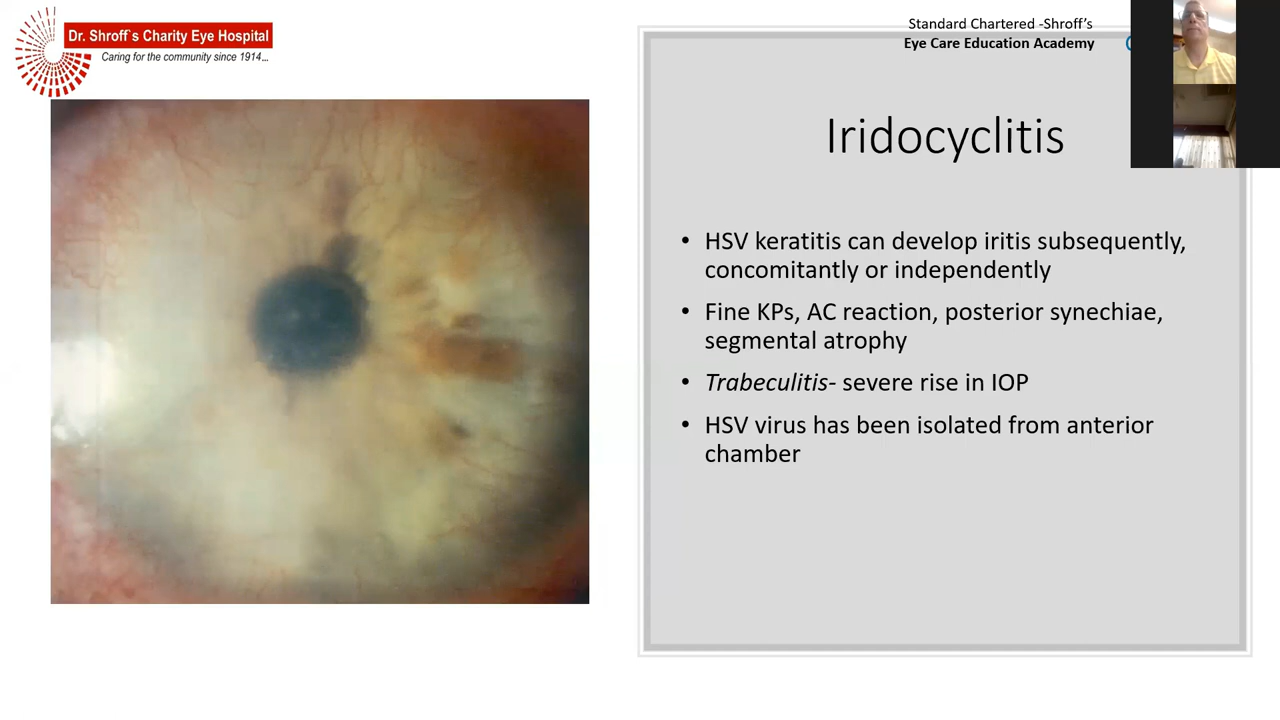 Dr. Shroff`s Charity Eye Hospital
Caring for the community since 1914...
Standard Chartered -Shroff’s
Eye Care Education Academy
Iridocyclitis
• HSV keratitis can develop iritis subsequently,
concomitantly or independently
• Fine KPs, AC reaction, posterior synechiae,
segmental atrophy
• Trabeculitis- severe rise in IOP
• HSV virus has been isolated from anterior
chamber